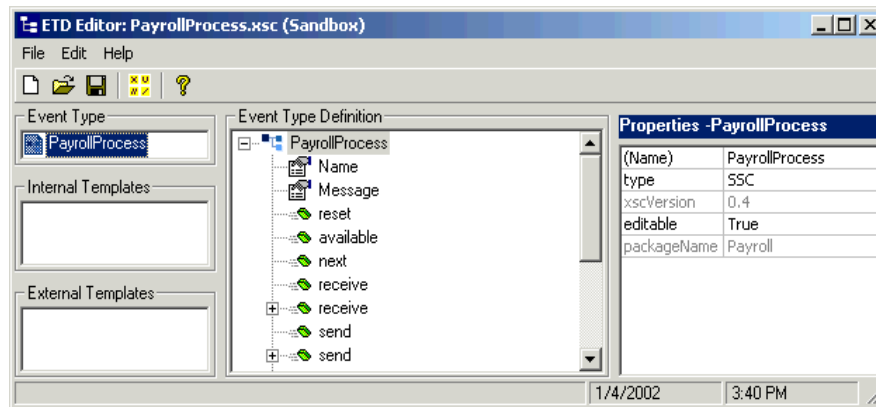 ETD Editor: PayrollProcess.xsc (Sandbox)
File Edit Help
Event Type
PayrollProcess
Internal Templates
External Templates
Event Type Definition
PayrollProcess
Name
Message
reset
available
next
receive
receive
send
send
Properties -PayrollProcess
(Name) PayrollProcess
type SSC
xscVersion 0.4
editable True
packageName Payroll
1/4/2002 3:40 PM